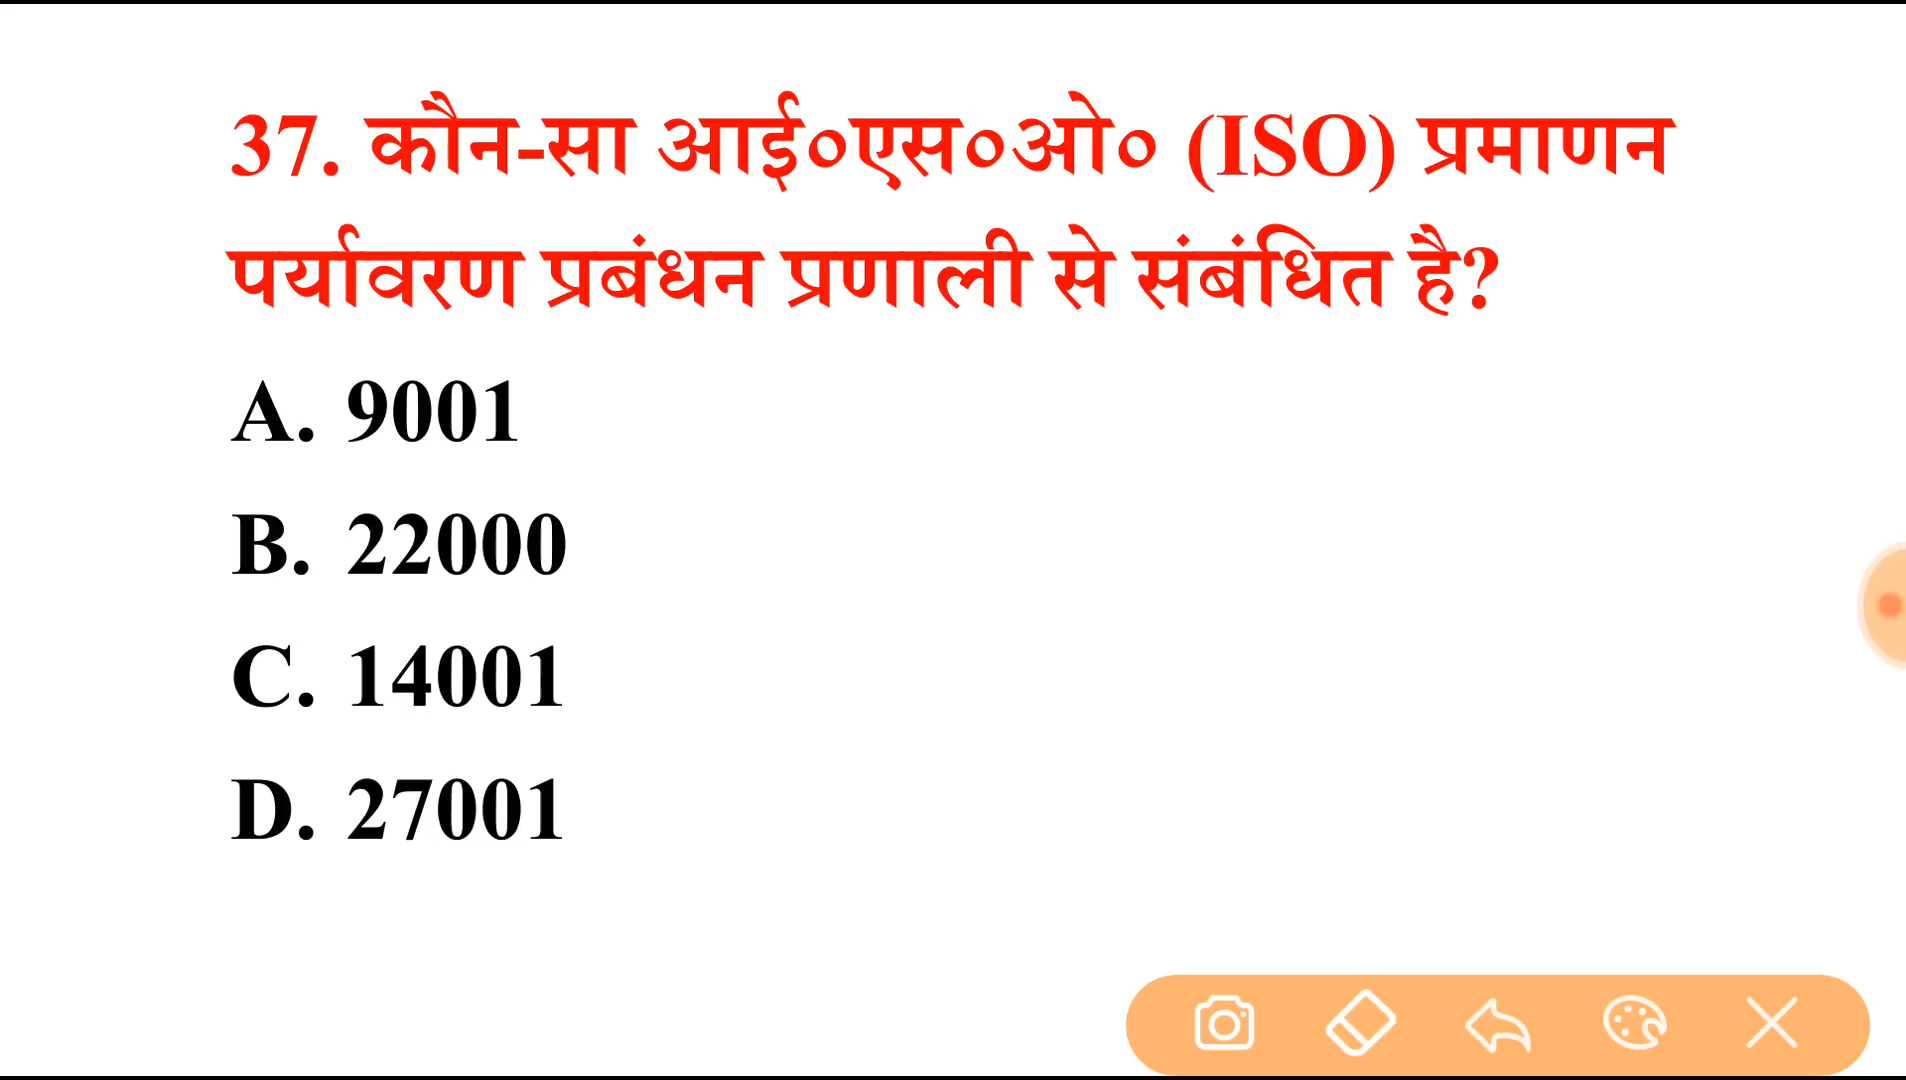 37. कौन-सा आई०एस०ओ० (ISO) प्रमाणन
पर्यावरण प्रबंधन प्रणाली से संबंधित है?
A. 9001
B. 22000
C. 14001
D. 27001